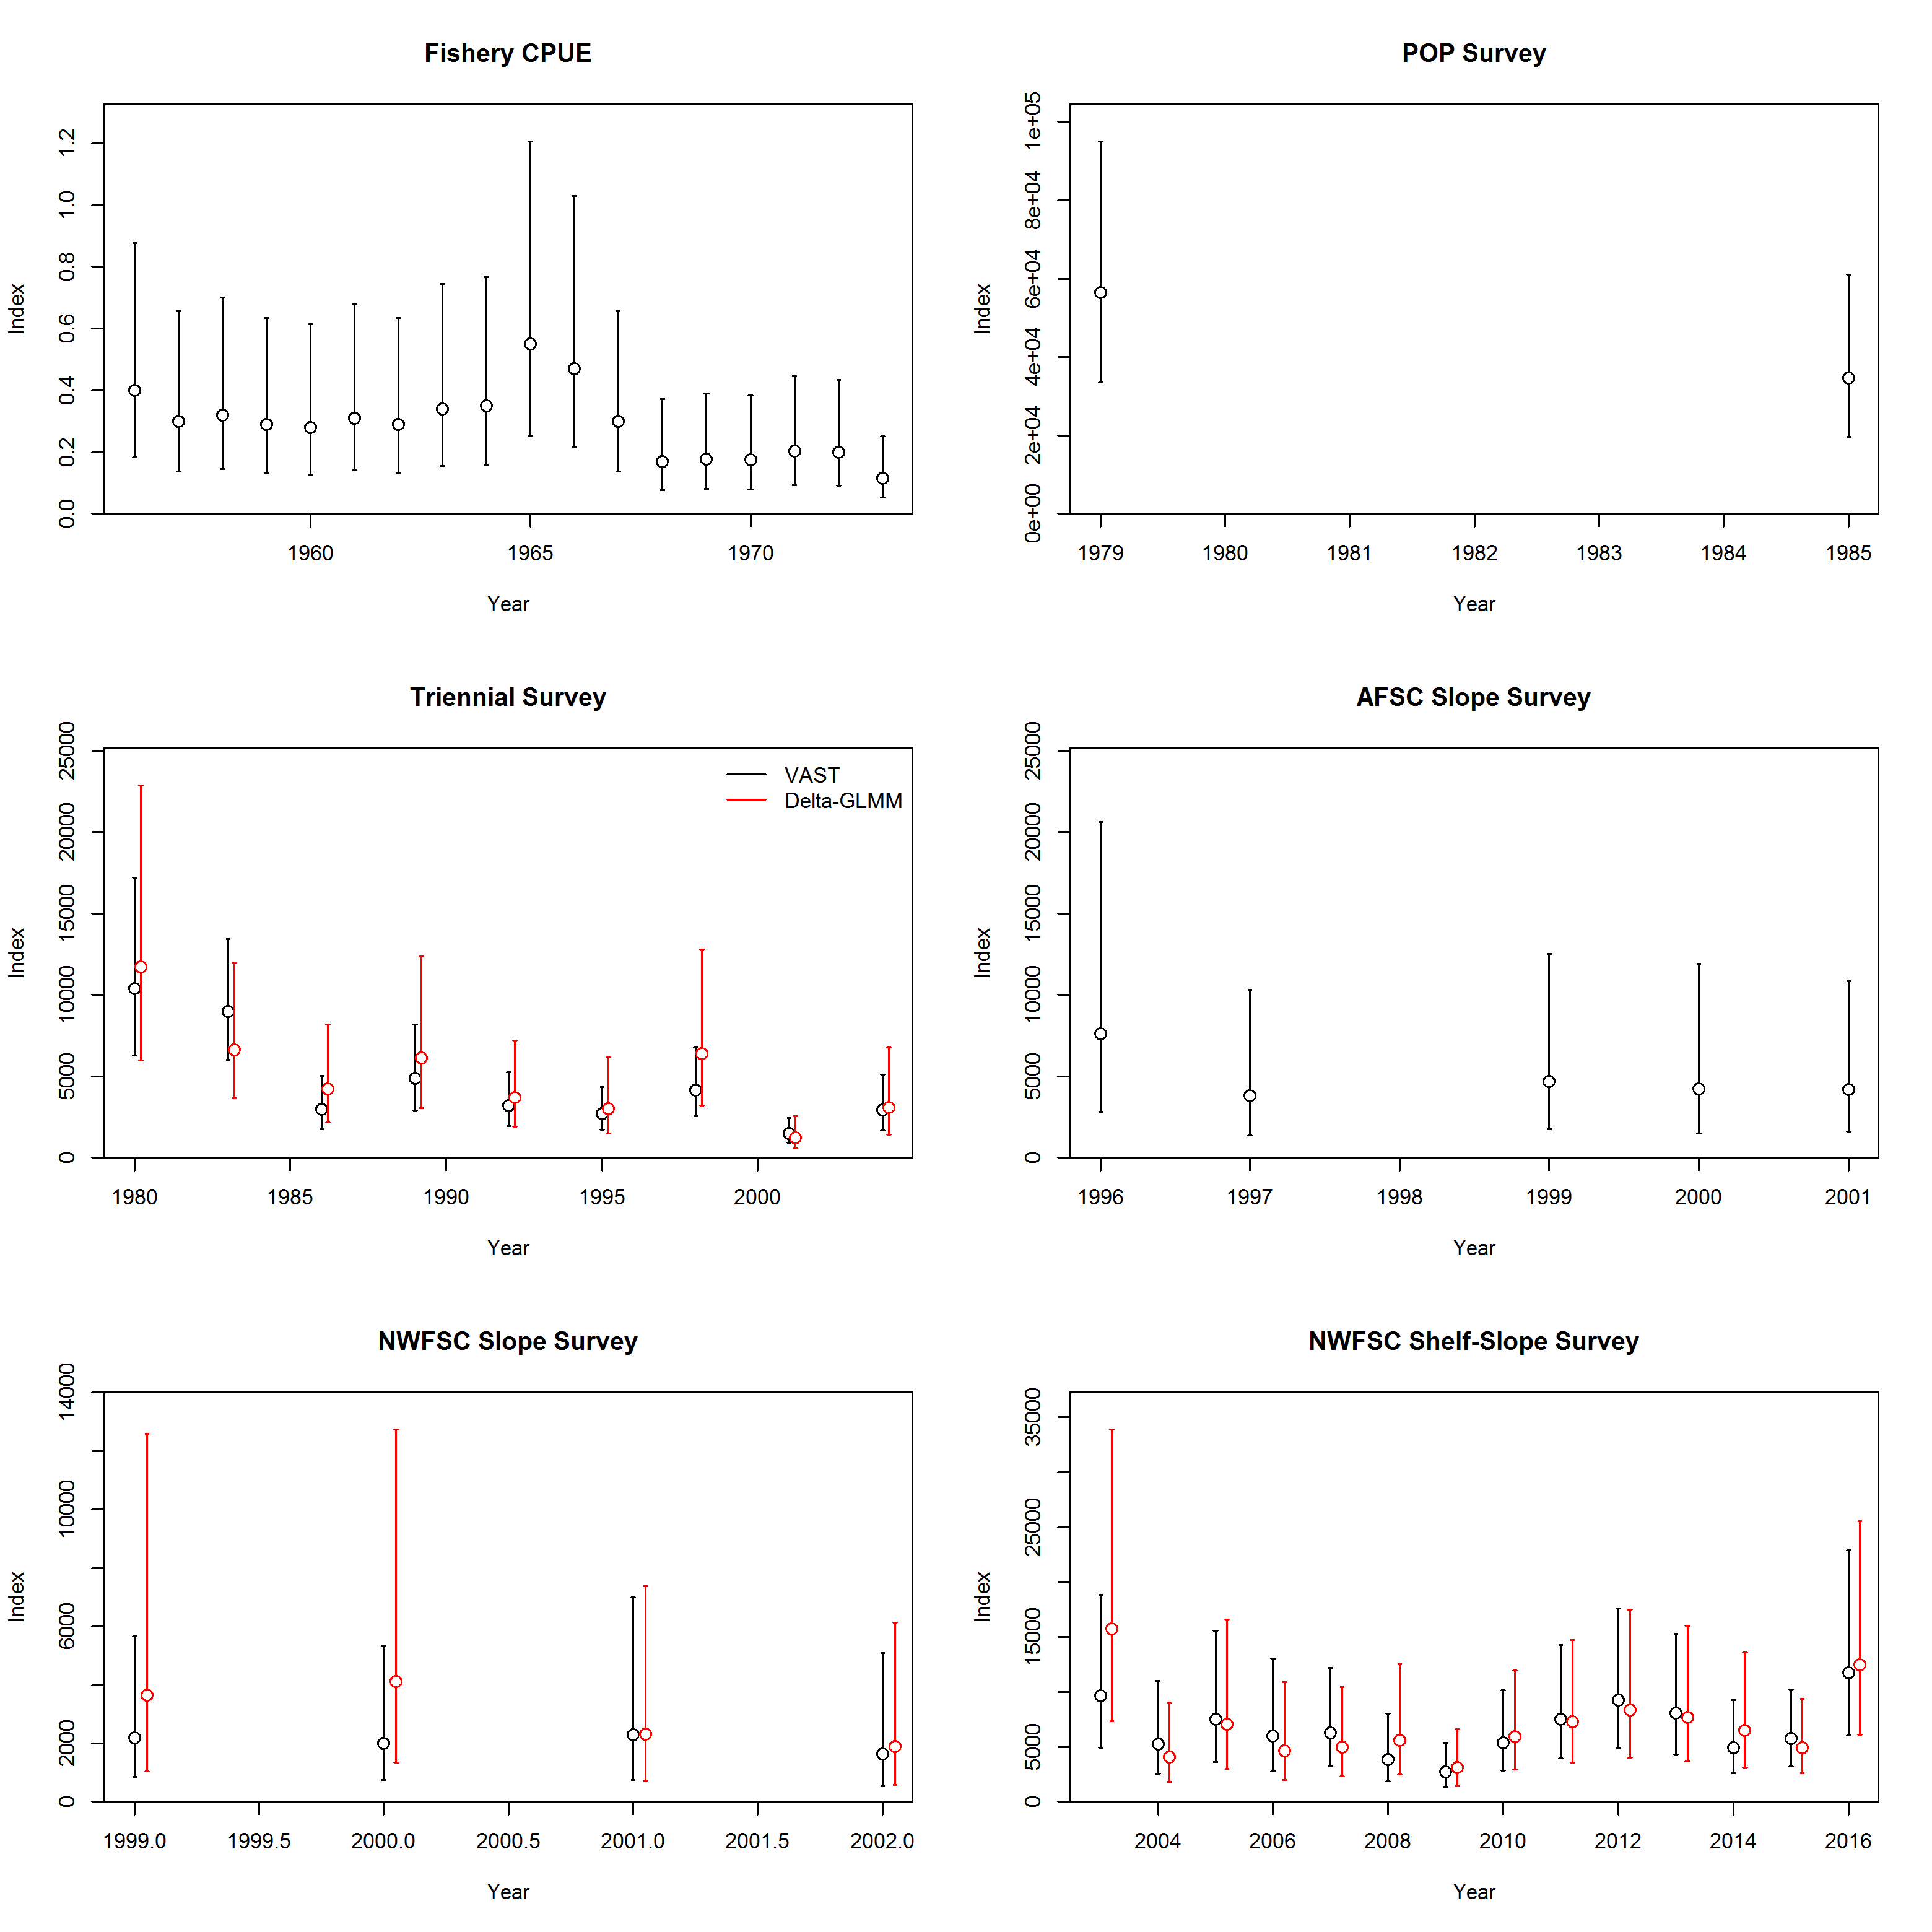 Fishery CPUE
Index
0.0 0.2 0.4 0.6 0.8 1.0 1.2
1960 1965 1970
Year
POP Survey
Index
0e+00 2e+04 4e+04 6e+04 8e+04 1e+05
1979 1980 1981 1982 1983 1984 1985
Year
Triennial Survey
Index
0 5000 10000 15000 20000 25000
VAST
Delta-GLMM
1980 1985 1990 1995 2000
Year
AFSC Slope Survey
Index
0 5000 10000 15000 20000 25000
1996 1997 1998 1999 2000 2001
Year
NWFSC Slope Survey
Index
0 2000 6000 10000 14000
1999.0 1999.5 2000.0 2000.5 2001.0 2001.5 2002.0
Year
NWFSC Shelf-Slope Survey
Index
0 5000 15000 25000 35000
2004 2006 2008 2010 2012 2014 2016
Year